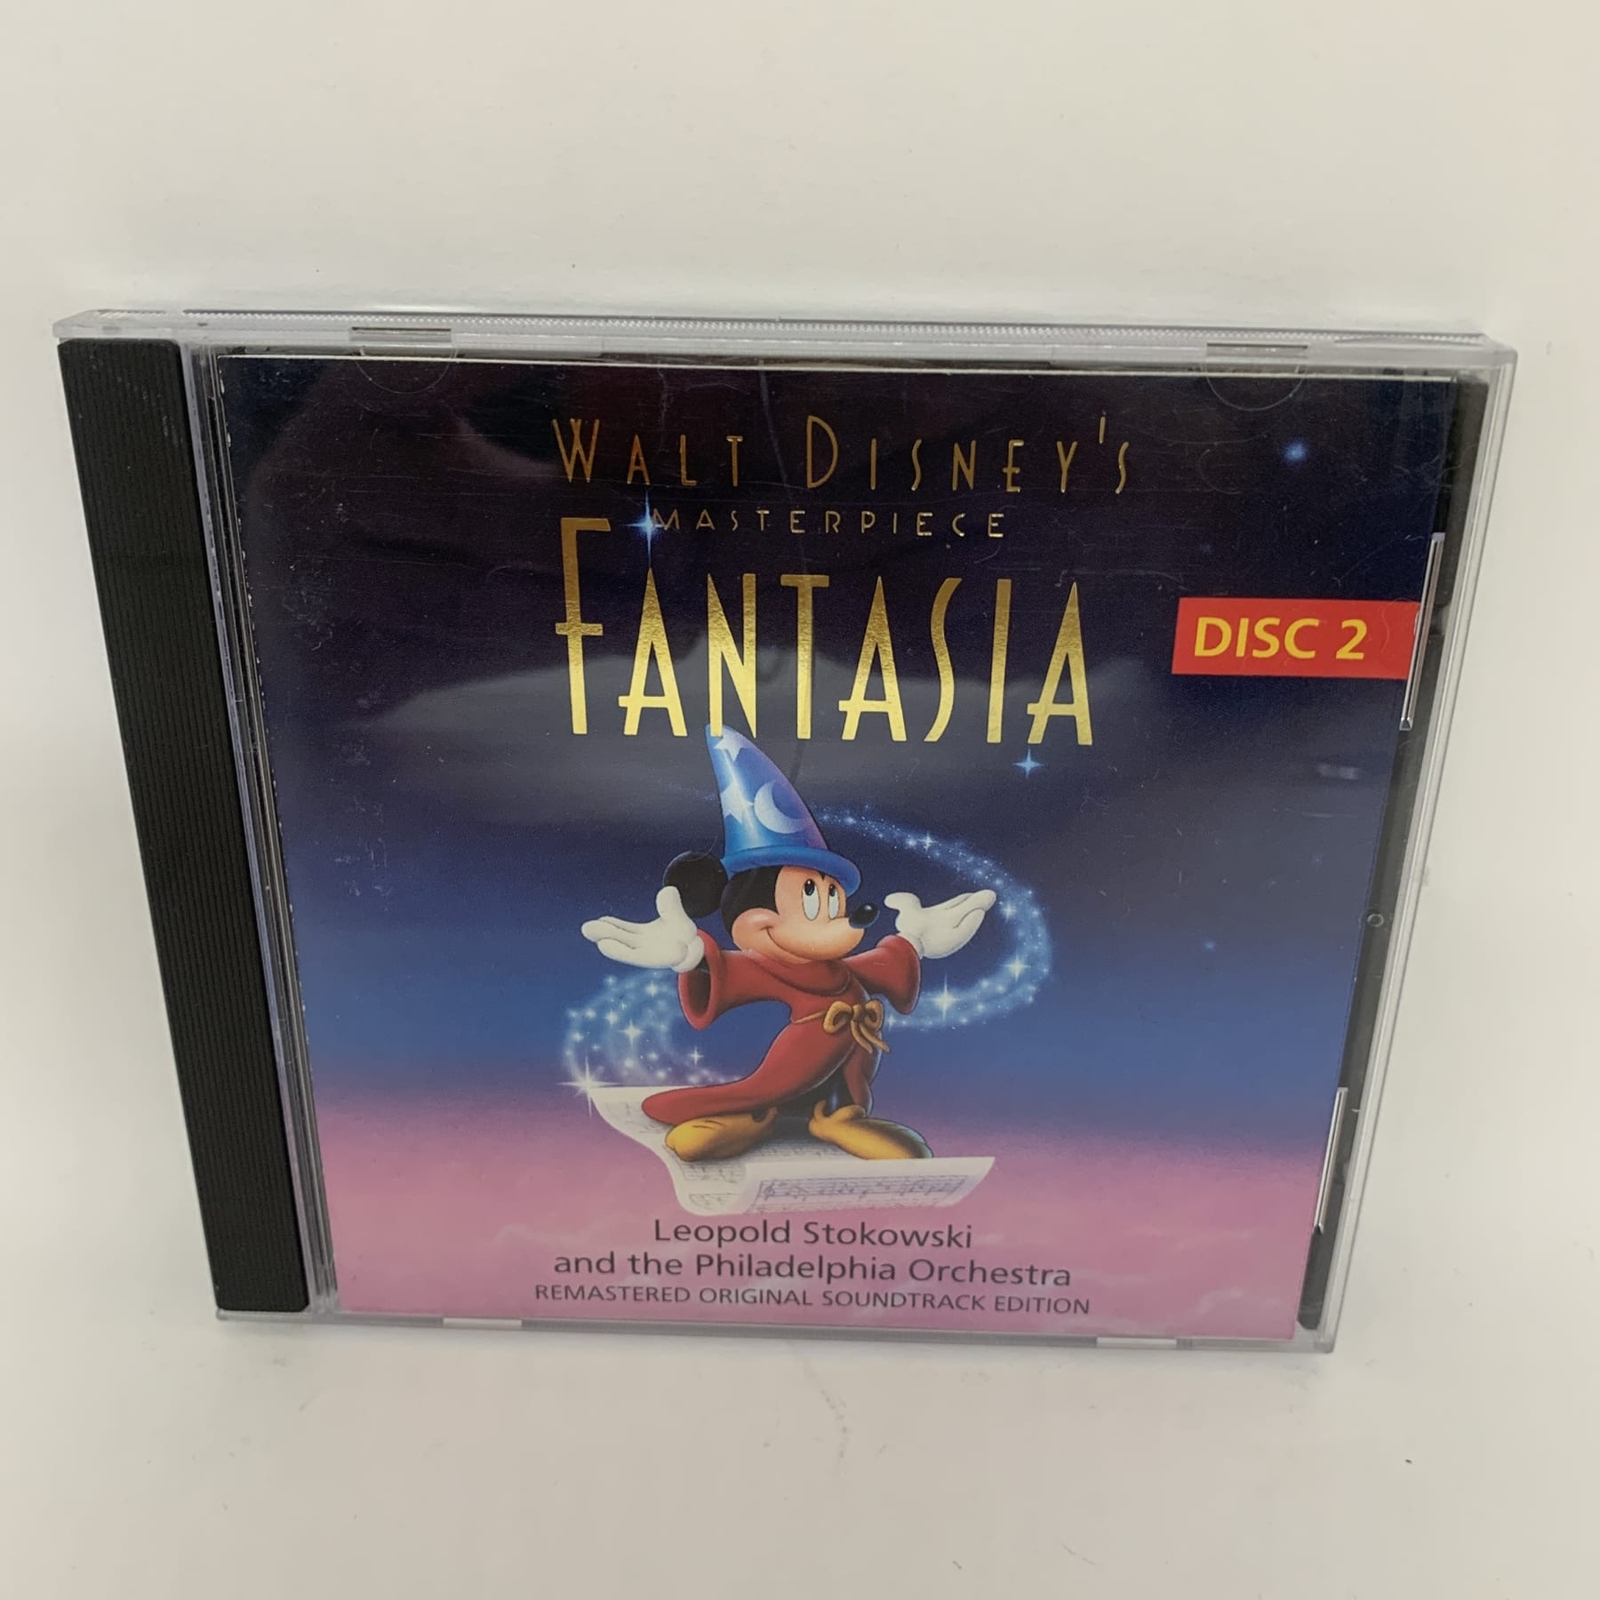 WALT DISNEY'S
MASTERPIECE
FANTASIA
DISC 2
Leopold Stokowski
and the Philadelphia Orchestra
REMASTERED ORIGINAL SOUNDTRACK EDITION